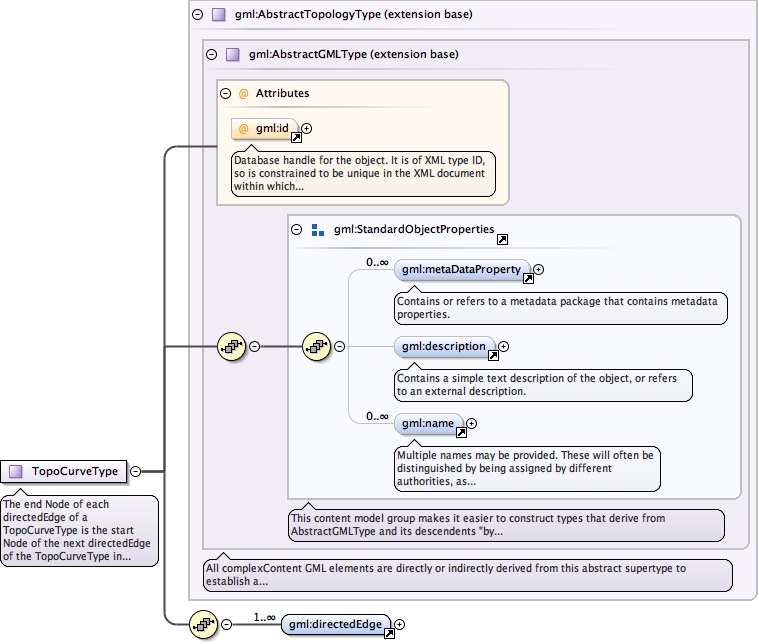 gml:AbstractTopologyType (extension base)
gml:AbstractGMLType (extension base)
@ Attributes
@ gml:id
Database handle for the object. It is of XML type ID,
so is constrained to be unique in the XML document
within which...
gml:StandardObjectProperties
0..∞
gml:metaDataProperty
Contains or refers to a metadata package that contains metadata
properties.
gml:description
Contains a simple text description of the object, or refers
to an external description.
0..∞
gml:name
Multiple names may be provided. These will often be
distinguished by being assigned by different
authorities, as...
TopoCurveType
The end Node of each
directedEdge of a
TopoCurveType is the start
Node of the next directedEdge
of the TopoCurveType in...
This content model group makes it easier to construct types that derive from
AbstractGMLType and its descendents "by...
All complexContent GML elements are directly or indirectly derived from this abstract supertype to
establish a...
1..∞
gml:directedEdge